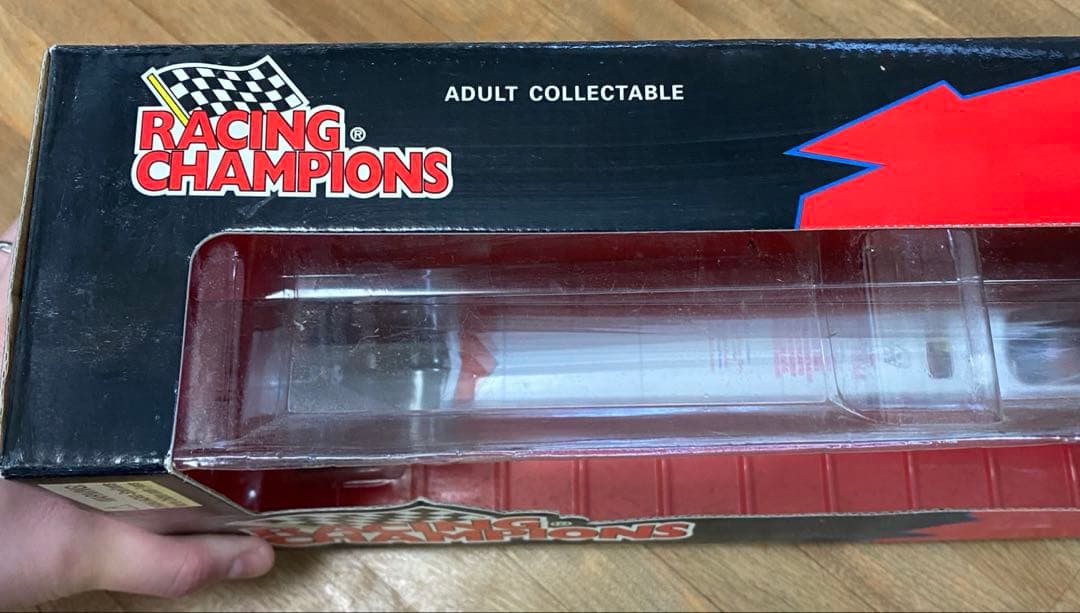 RACING ®
CHAMPIONS
ADULT COLLECTABLE
RACING ®
CHAMPIONS